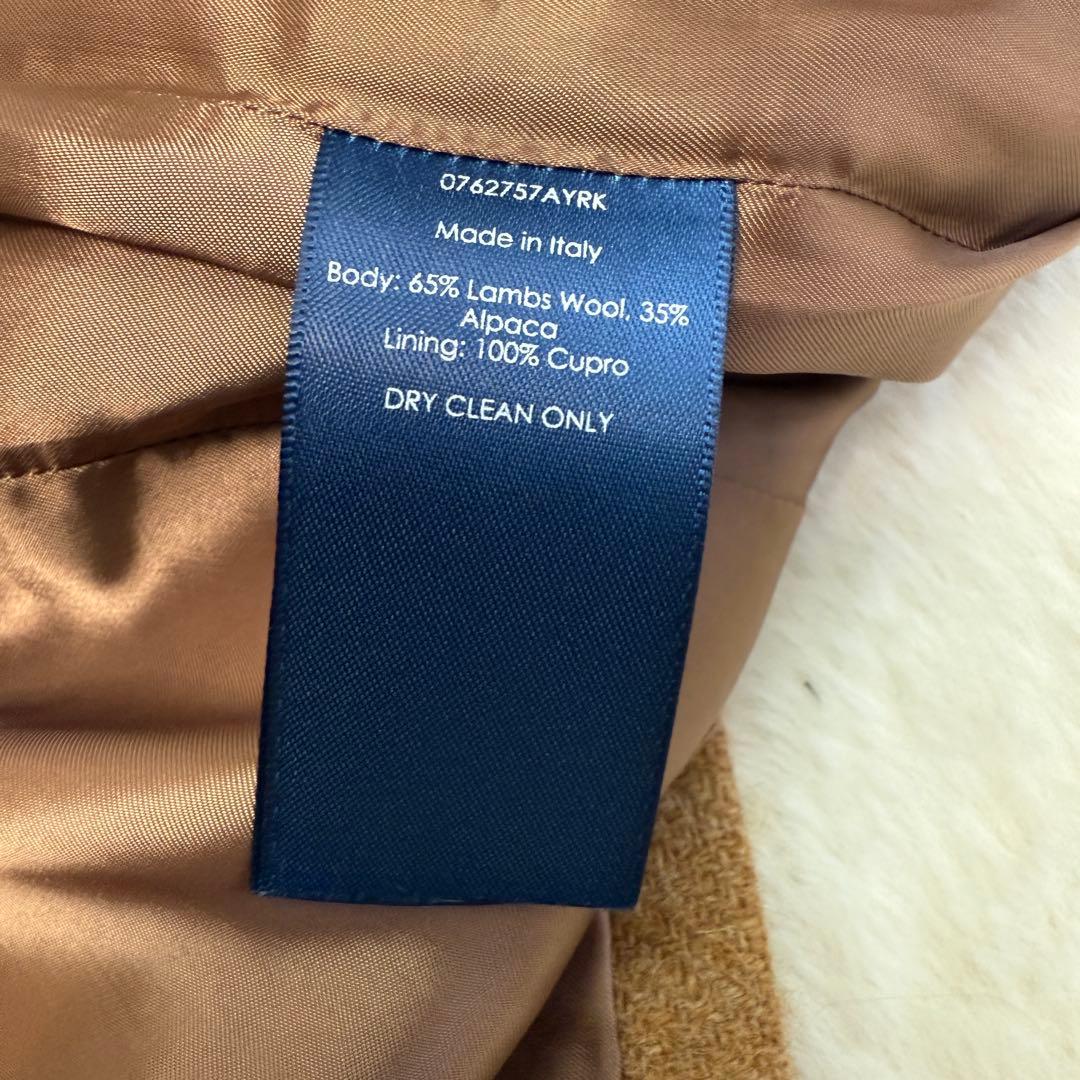 0762757AYRK
Made in Italy
Body: 65% Lambs Wool, 35%
Alpaca
Lining: 100% Cupro
DRY CLEAN ONLY